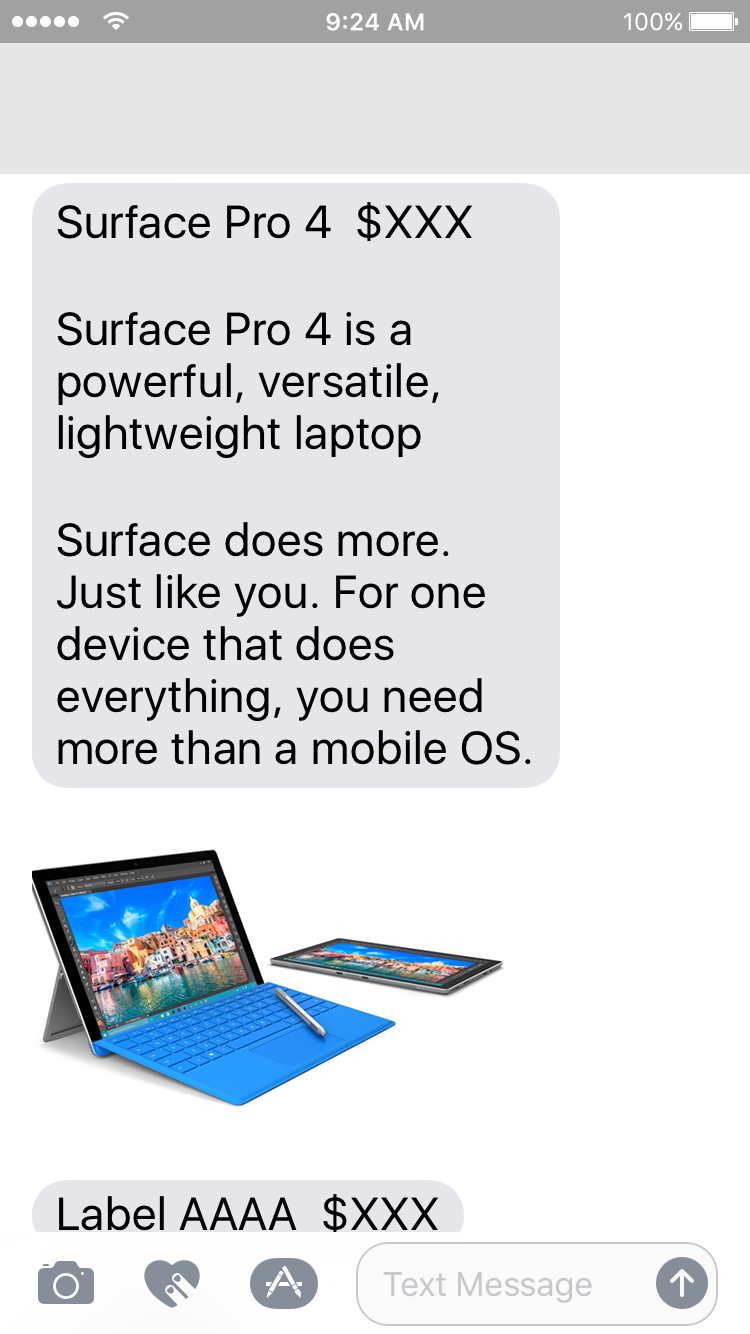 9:24 AM 100%
Surface Pro 4 $XXX
Surface Pro 4 is a
powerful, versatile,
lightweight laptop
Surface does more.
Just like you. For one
device that does
everything, you need
more than a mobile OS.
Label AAAA $XXX
Text Message